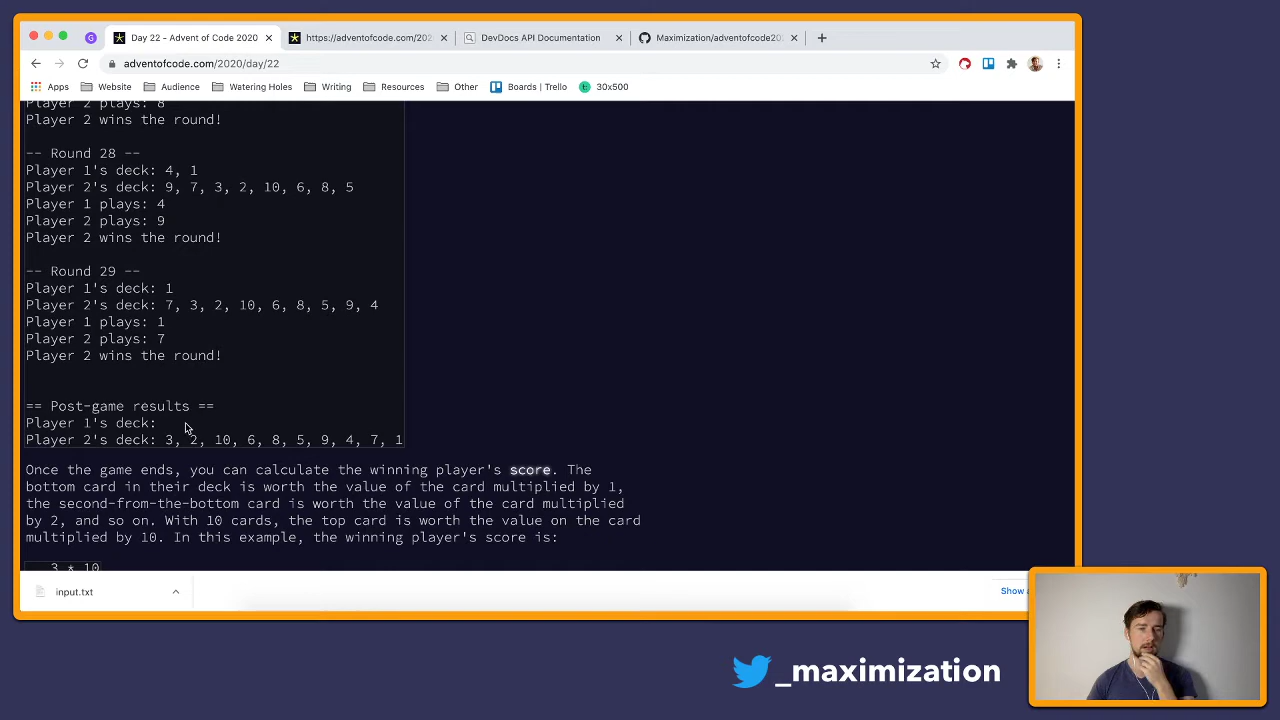 Day 22 - Advent of Code 2020
https://adventofcode.com/202
DevDocs API Documentation
Maximization/adventofcode20
adventofcode.com/2020/day/22
Apps
Website
Audience
Watering Holes
Writing
Resources
Other
Boards | Trello
30x500
Player 2 plays: 8
Player 2 wins the round!
-- Round 28 --
Player 1's deck: 4, 1
Player 2's deck: 9, 7, 3, 2, 10, 6, 8, 5
Player 1 plays: 4
Player 2 plays: 9
Player 2 wins the round!
-- Round 29 --
Player 1's deck: 1
Player 2's deck: 7, 3, 2, 10, 6, 8, 5, 9, 4
Player 1 plays: 1
Player 2 plays: 7
Player 2 wins the round!
== Post-game results ==
Player 1's deck:
Player 2's deck: 3, 2, 10, 6, 8, 5, 9, 4, 7, 1
Once the game ends, you can calculate the winning player's score. The
bottom card in their deck is worth the value of the card multiplied by 1,
the second-from-the-bottom card is worth the value of the card multiplied
by 2, and so on. With 10 cards, the top card is worth the value on the card
multiplied by 10. In this example, the winning player's score is:
3 * 10
input.txt
Show
_maximization